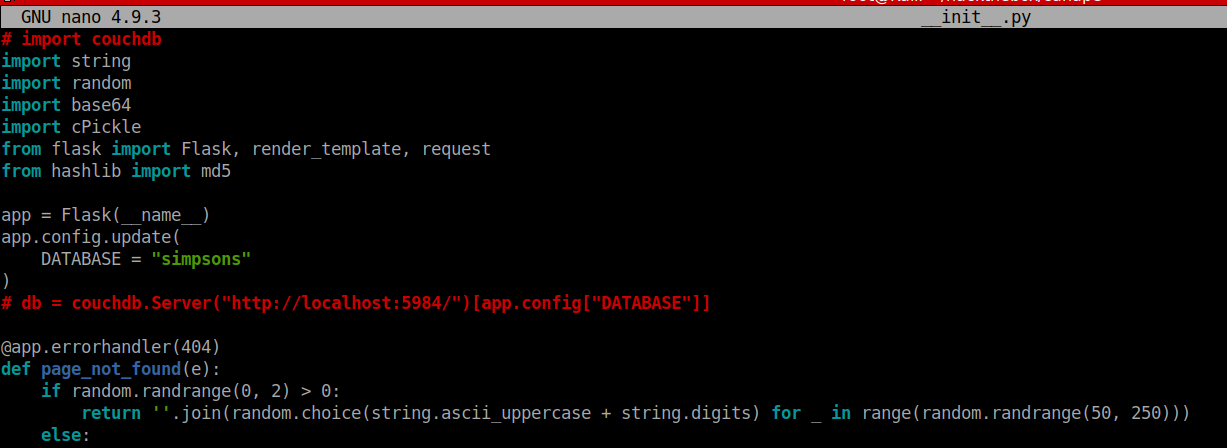 GNU nano 4.9.3 __init__.py
# import couchdb
import string
import random
import base64
import cPickle
from flask import Flask, render_template, request
from hashlib import md5

app = Flask(__name__)
app.config.update(
    DATABASE = "simpsons"
)
# db = couchdb.Server("http://localhost:5984/")[app.config["DATABASE"]]

@app.errorhandler(404)
def page_not_found(e):
    if random.randrange(0, 2) > 0:
        return ''.join(random.choice(string.ascii_uppercase + string.digits) for _ in range(random.randrange(50, 250)))
    else: